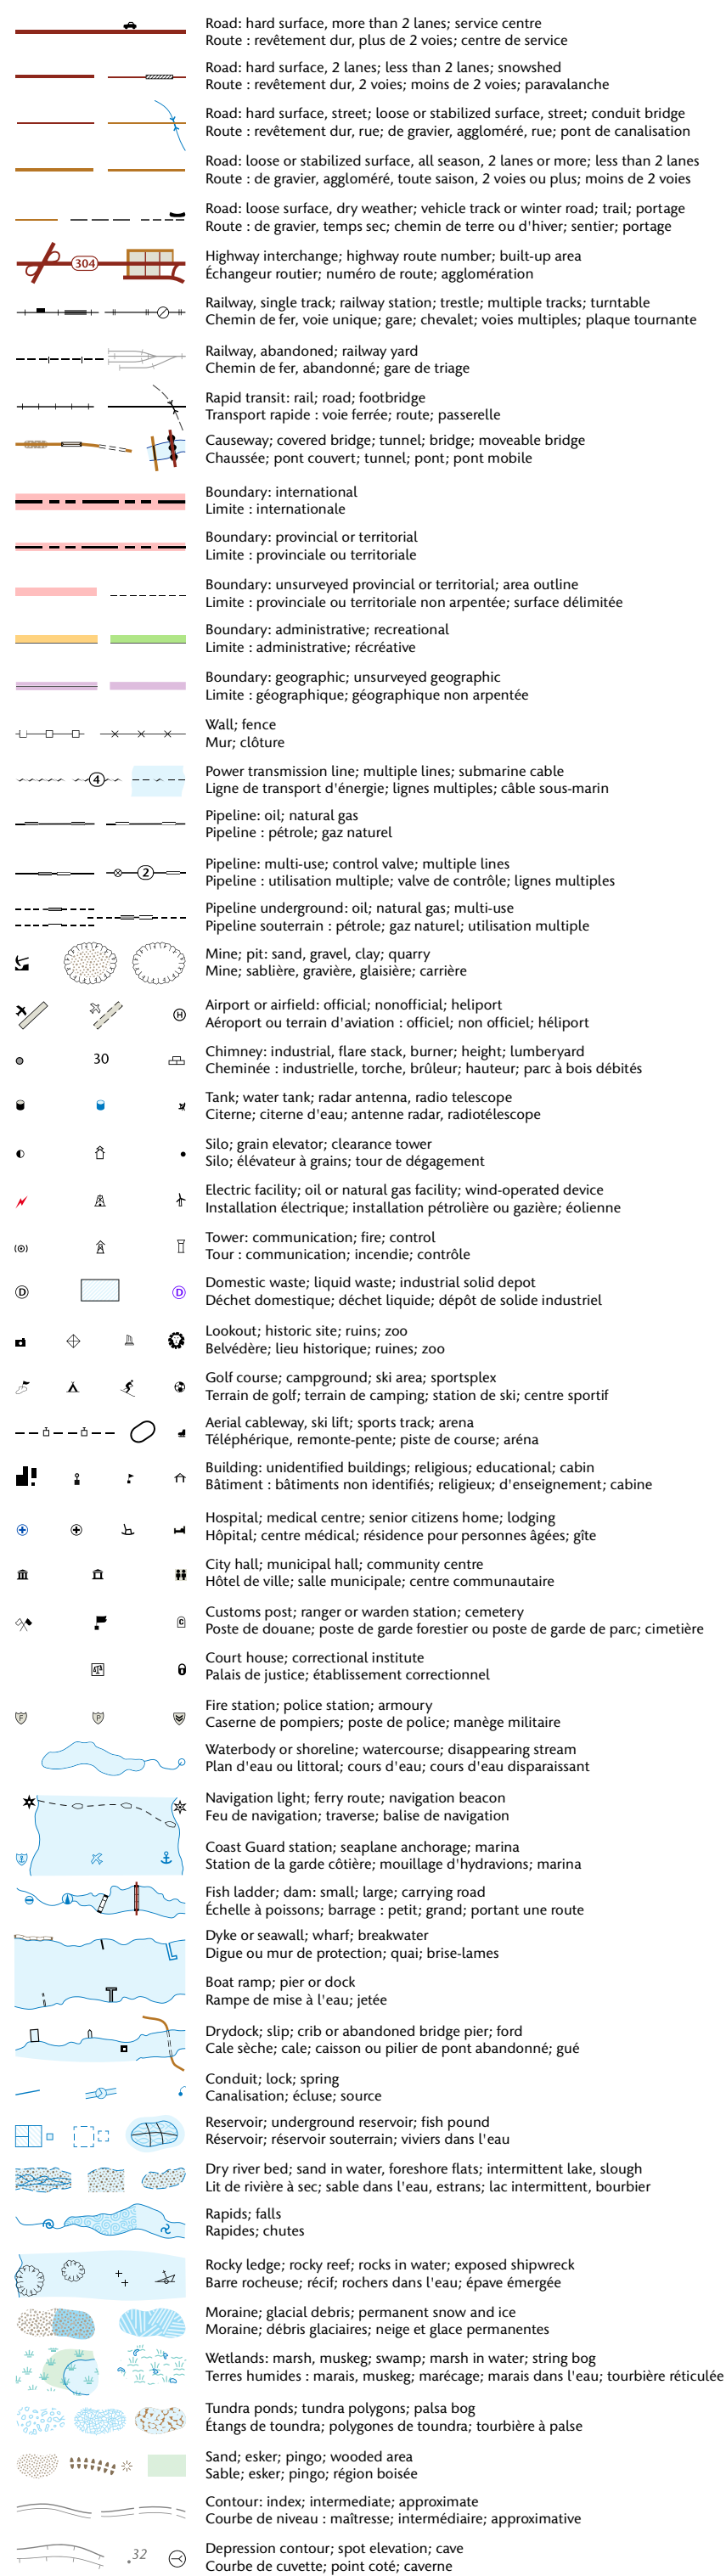 Road: hard surface, more than 2 lanes; service centre
Route : revêtement dur, plus de 2 voies; centre de service
Road: hard surface, 2 lanes; less than 2 lanes; snowshed
Route : revêtement dur, 2 voies; moins de 2 voies; paravalanche
Road: hard surface, street; loose or stabilized surface, street; conduit bridge
Route : revêtement dur, rue; de gravier, aggloméré, rue; pont de canalisation
Road: loose or stabilized surface, all season, 2 lanes or more; less than 2 lanes
Route : de gravier, aggloméré, toute saison, 2 voies ou plus; moins de 2 voies
Road: loose surface, dry weather; vehicle track or winter road; trail; portage
Route : de gravier, temps sec; chemin de terre ou d'hiver; sentier; portage
304
Highway interchange; highway route number; built-up area
Échangeur routier; numéro de route; agglomération
Railway, single track; railway station; trestle; multiple tracks; turntable
Chemin de fer, voie unique; gare; chevalet; voies multiples; plaque tournante
Railway, abandoned; railway yard
Chemin de fer, abandonné; gare de triage
Rapid transit: rail; road; footbridge
Transport rapide : voie ferrée; route; passerelle
Causeway; covered bridge; tunnel; bridge; moveable bridge
Chaussée; pont couvert; tunnel; pont; pont mobile
Boundary: international
Limite : internationale
Boundary: provincial or territorial
Limite : provinciale ou territoriale
Boundary: unsurveyed provincial or territorial; area outline
Limite : provinciale ou territoriale non arpentée; surface délimitée
Boundary: administrative; recreational
Limite : administrative; récréative
Boundary: geographic; unsurveyed geographic
Limite : géographique; géographique non arpentée
Wall; fence
Mur; clôture
4
Power transmission line; multiple lines; submarine cable
Ligne de transport d'énergie; lignes multiples; câble sous-marin
Pipeline: oil; natural gas
Pipeline : pétrole; gaz naturel
2
Pipeline: multi-use; control valve; multiple lines
Pipeline : utilisation multiple; valve de contrôle; lignes multiples
Pipeline underground: oil; natural gas; multi-use
Pipeline souterrain : pétrole; gaz naturel; utilisation multiple
Mine; pit: sand, gravel, clay; quarry
Mine; sablière, gravière, glaisière; carrière
H
Airport or airfield: official; nonofficial; heliport
Aéroport ou terrain d'aviation : officiel; non officiel; héliport
30
Chimney: industrial, flare stack, burner; height; lumberyard
Cheminée : industrielle, torche, brûleur; hauteur; parc à bois débités
Tank; water tank; radar antenna, radio telescope
Citerne; citerne d'eau; antenne radar, radiotélescope
Silo; grain elevator; clearance tower
Silo; élévateur à grains; tour de dégagement
Electric facility; oil or natural gas facility; wind-operated device
Installation électrique; installation pétrolière ou gazière; éolienne
Tower: communication; fire; control
Tour : communication; incendie; contrôle
D D
Domestic waste; liquid waste; industrial solid depot
Déchet domestique; déchet liquide; dépôt de solide industriel
Lookout; historic site; ruins; zoo
Belvédère; lieu historique; ruines; zoo
Golf course; campground; ski area; sportsplex
Terrain de golf; terrain de camping; station de ski; centre sportif
Aerial cableway, ski lift; sports track; arena
Téléphérique, remonte-pente; piste de course; aréna
Building: unidentified buildings; religious; educational; cabin
Bâtiment : bâtiments non identifiés; religieux; d'enseignement; cabine
Hospital; medical centre; senior citizens home; lodging
Hôpital; centre médical; résidence pour personnes âgées; gîte
City hall; municipal hall; community centre
Hôtel de ville; salle municipale; centre communautaire
C
Customs post; ranger or warden station; cemetery
Poste de douane; poste de garde forestier ou poste de garde de parc; cimetière
Court house; correctional institute
Palais de justice; établissement correctionnel
F P
Fire station; police station; armoury
Caserne de pompiers; poste de police; manège militaire
Waterbody or shoreline; watercourse; disappearing stream
Plan d'eau ou littoral; cours d'eau; cours d'eau disparaissant
Navigation light; ferry route; navigation beacon
Feu de navigation; traverse; balise de navigation
Coast Guard station; seaplane anchorage; marina
Station de la garde côtière; mouillage d'hydravions; marina
Fish ladder; dam: small; large; carrying road
Échelle à poissons; barrage : petit; grand; portant une route
Dyke or seawall; wharf; breakwater
Digue ou mur de protection; quai; brise-lames
Boat ramp; pier or dock
Rampe de mise à l'eau; jetée
Drydock; slip; crib or abandoned bridge pier; ford
Cale sèche; cale; caisson ou pilier de pont abandonné; gué
Conduit; lock; spring
Canalisation; écluse; source
Reservoir; underground reservoir; fish pound
Réservoir; réservoir souterrain; viviers dans l'eau
Dry river bed; sand in water, foreshore flats; intermittent lake, slough
Lit de rivière à sec; sable dans l'eau, estrans; lac intermittent, bourbier
Rapids; falls
Rapides; chutes
Rocky ledge; rocky reef; rocks in water; exposed shipwreck
Barre rocheuse; récif; rochers dans l'eau; épave émergée
Moraine; glacial debris; permanent snow and ice
Moraine; débris glaciaires; neige et glace permanentes
Wetlands: marsh, muskeg; swamp; marsh in water; string bog
Terres humides : marais, muskeg; marécage; marais dans l'eau; tourbière réticulée
Tundra ponds; tundra polygons; palsa bog
Étangs de toundra; polygones de toundra; tourbière à palse
Sand; esker; pingo; wooded area
Sable; esker; pingo; région boisée
Contour: index; intermediate; approximate
Courbe de niveau : maîtresse; intermédiaire; approximative
.32
Depression contour; spot elevation; cave
Courbe de cuvette; point coté; caverne